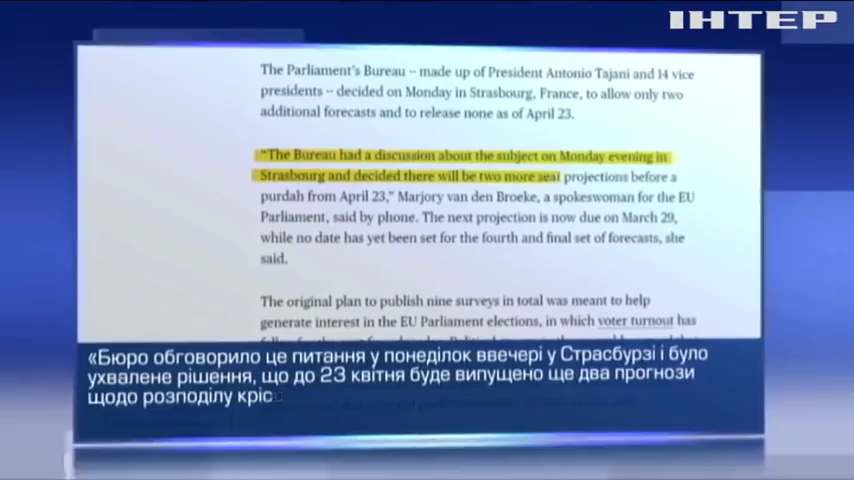 ІНТЕР
The Parliament's Bureau -- made up of President Antonio Tajani and 14 vice
presidents -- decided on Monday in Strasbourg, France, to allow only two
additional forecasts and to release none as of April 23.
"The Bureau had a discussion about the subject on Monday evening in
Strasbourg and decided there will be two more seat projections before a
purdah from April 23," Marjory van den Broeke, a spokeswoman for the EU
Parliament, said by phone. The next projection is now due on March 29,
while no date has yet been set for the fourth and final set of forecasts, she
said.
The original plan to publish nine surveys in total was meant to help
generate interest in the EU Parliament elections, in which voter turnout has
«Бюро обговорило це питання у понеділок ввечері у Страсбурзі і було
ухвалене рішення, що до 23 квітня буде випущено ще два прогнози
щодо розподілу кріс